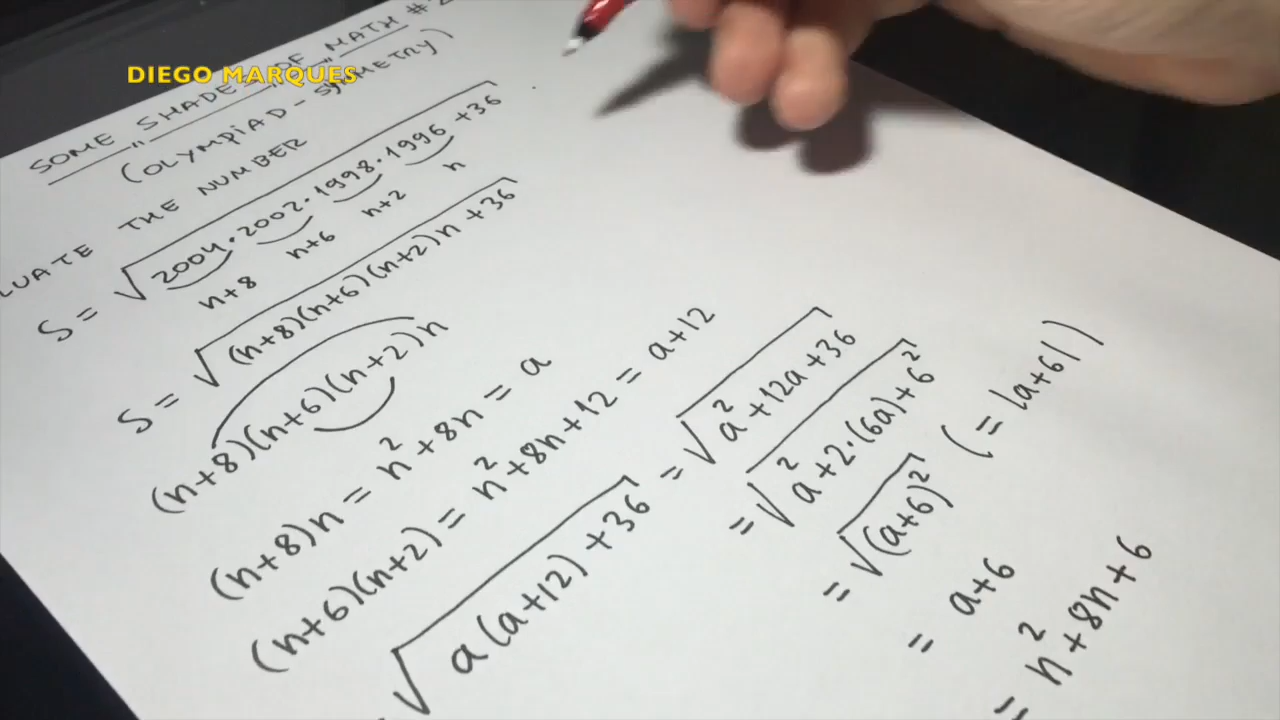 DIEGO MARQUES
SOME "SHADES" OF MATH #2
(OLYMPIAD - SYMMETRY)
LUATE THE NUMBER
S = √2004·2002·1998·1996+36
n+8 n+6 n+2 n
S = √(n+8)(n+6)(n+2)n+36
(n+8)(n+6)(n+2)n
(n+8)n = n²+8n = a
(n+6)(n+2) = n²+8n+12 = a+12
= √a(a+12)+36 = √a²+12a+36
= √a²+2·(6a)+6²
= √(a+6)² (= |a+6|)
= a+6
= n²+8n+6